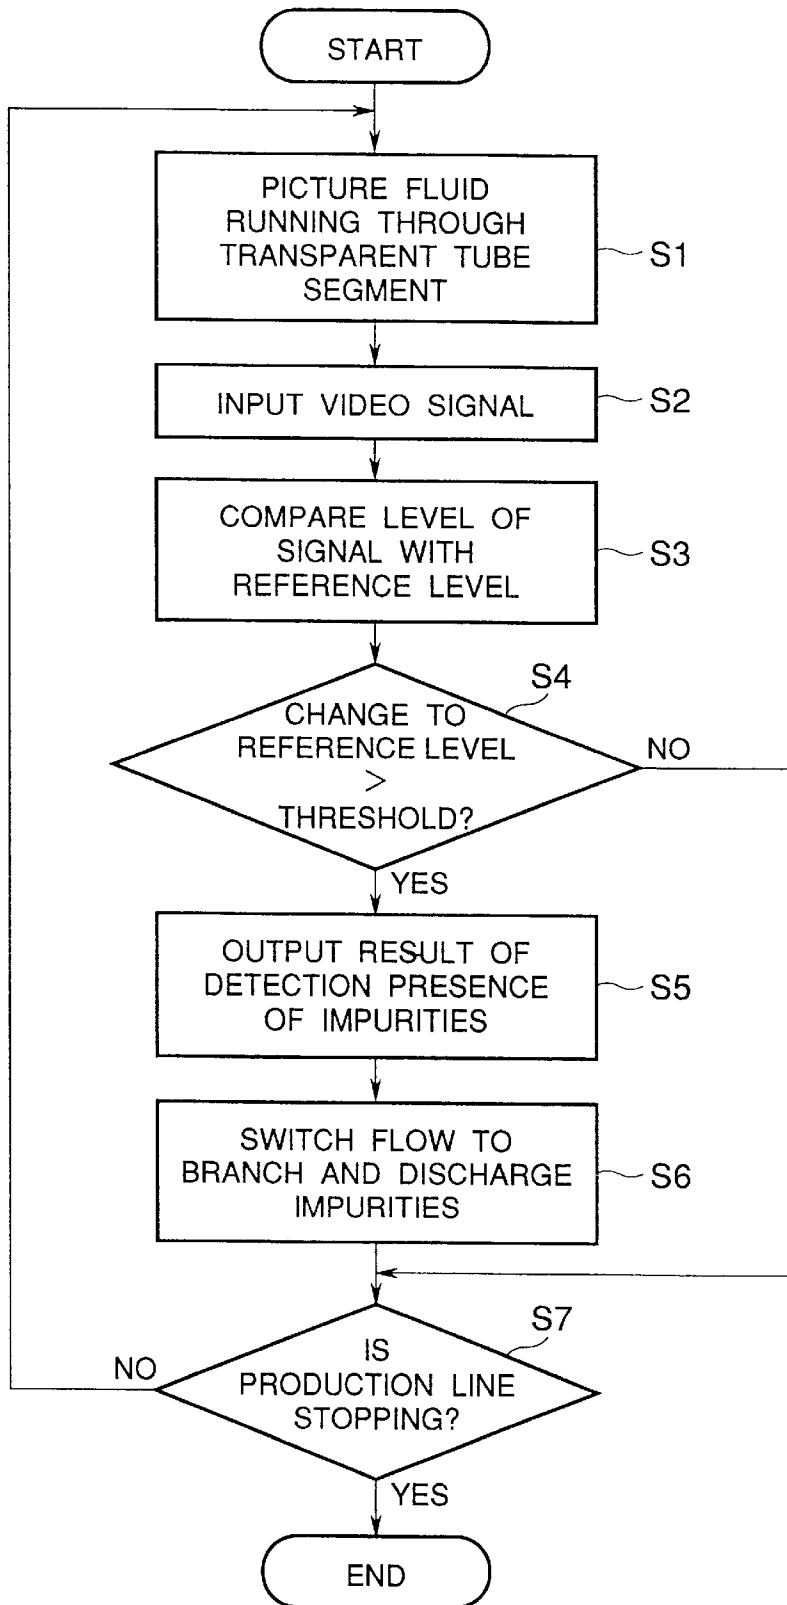 START
PICTURE FLUID
RUNNING THROUGH
TRANSPARENT TUBE
SEGMENT
S1
INPUT VIDEO SIGNAL
S2
COMPARE LEVEL OF
SIGNAL WITH
REFERENCE LEVEL
S3
S4
CHANGE TO
REFERENCE LEVEL
>
THRESHOLD?
NO
YES
OUTPUT RESULT OF
DETECTION PRESENCE
OF IMPURITIES
S5
SWITCH FLOW TO
BRANCH AND DISCHARGE
IMPURITIES
S6
S7
IS
PRODUCTION LINE
STOPPING?
NO
YES
END